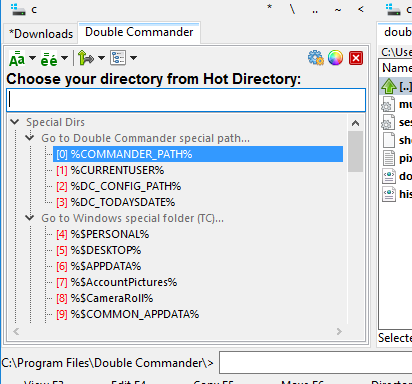 c * \ .. ~ < c
*Downloads Double Commander doub
C:\Use
Aa éë
Name
Choose your directory from Hot Directory:
[..]
Special Dirs
Go to Double Commander special path...
[0] %COMMANDER_PATH%
[1] %CURRENTUSER%
[2] %DC_CONFIG_PATH%
[3] %DC_TODAYSDATE%
Go to Windows special folder (TC)...
[4] %$PERSONAL%
[5] %$DESKTOP%
[6] %$APPDATA%
[7] %$AccountPictures%
[8] %$CameraRoll%
[9] %$COMMON_APPDATA%
mu
ses
sho
pix
do
his
Selecte
C:\Program Files\Double Commander\>
View F3 Edit F4 Copy F5 Move F6 Director